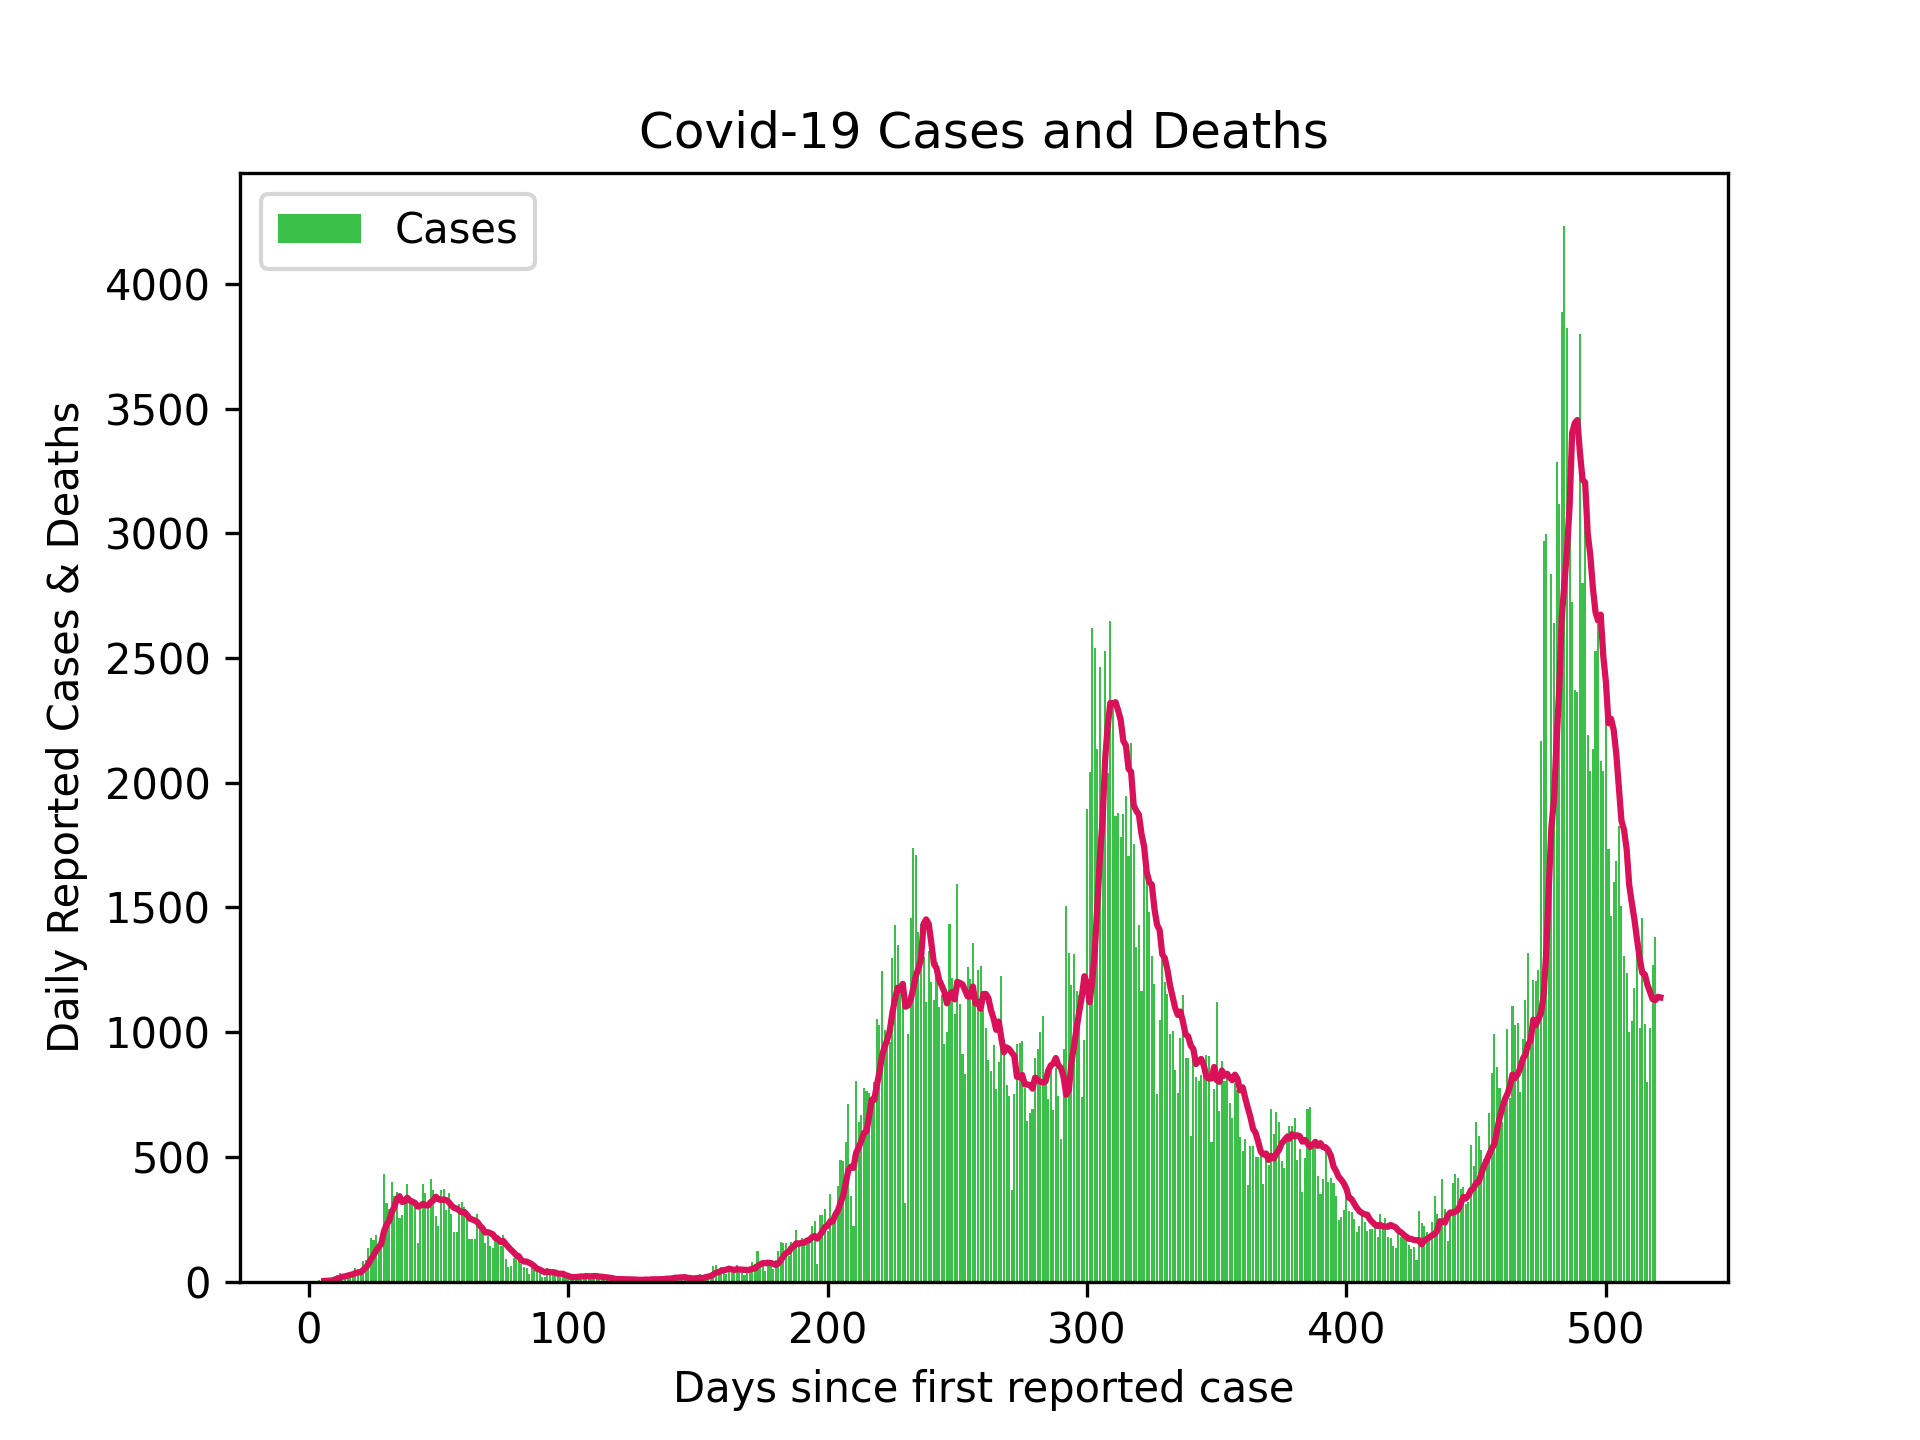 Covid-19 Cases and Deaths
Cases
4000
3500
3000
2500
2000
1500
1000
500
0
Daily Reported Cases & Deaths
0 100 200 300 400 500
Days since first reported case